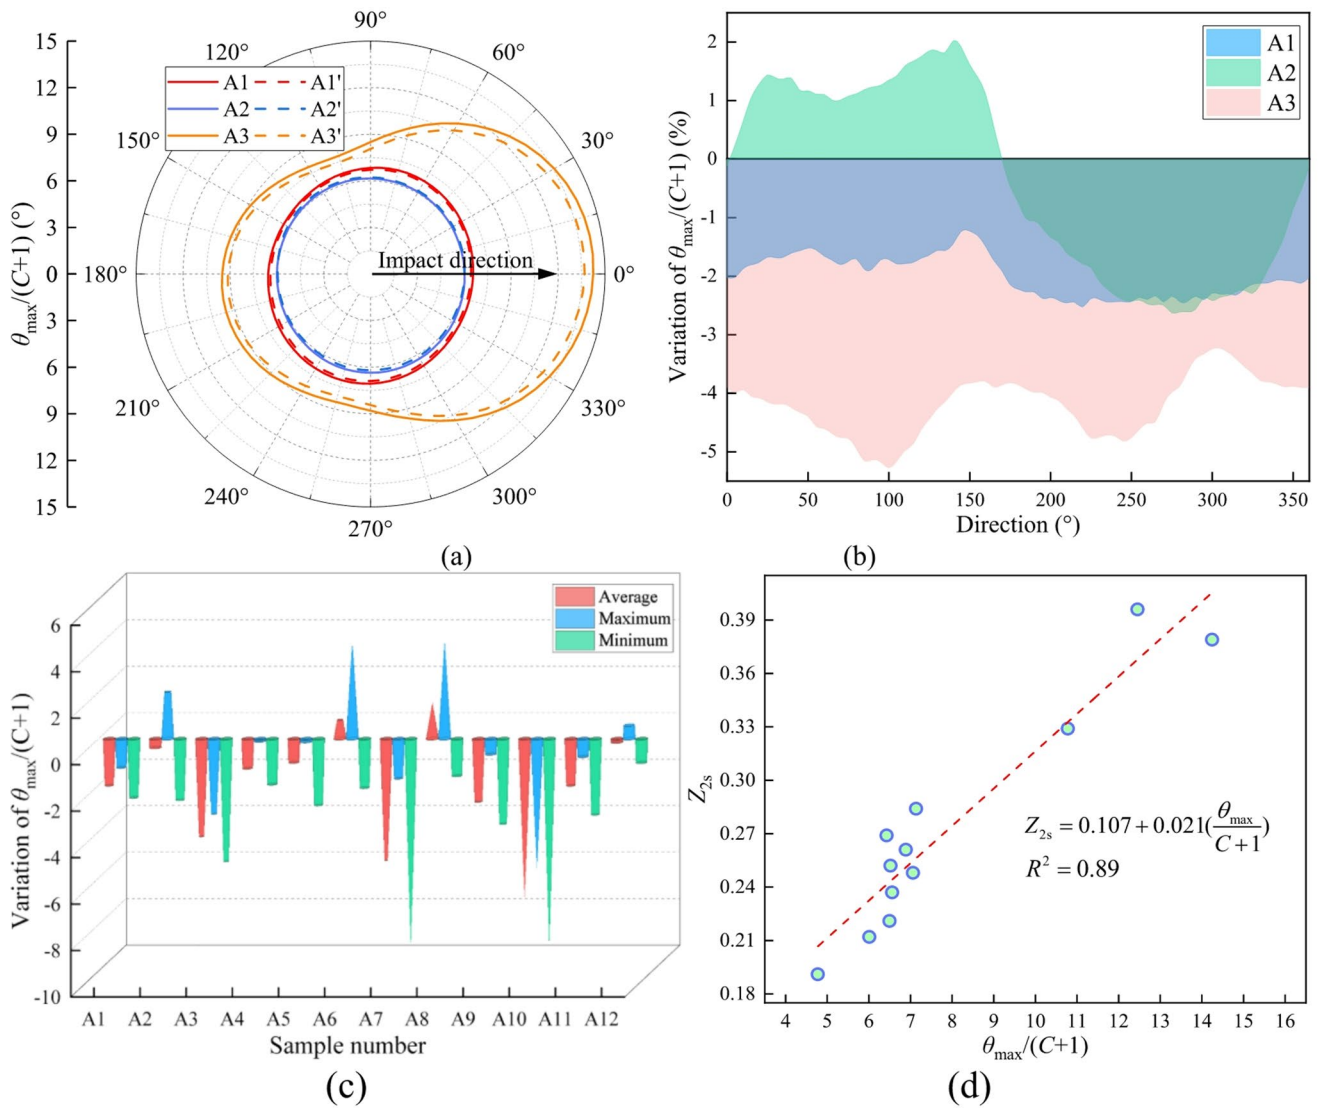 90°
120°
60°
150°
30°
180°
0°
210°
330°
240°
300°
270°
15
12
9
6
3
0
3
6
9
12
15
θmax/(C+1) (°)
A1 A1'
A2 A2'
A3 A3'
Impact direction
(a)
A1
A2
A3
2
1
0
-1
-2
-3
-4
-5
Variation of θmax/(C+1) (%)
0 50 100 150 200 250 300 350
Direction (°)
(b)
Average
Maximum
Minimum
6
4
2
0
-2
-4
-6
-8
-10
Variation of θmax/(C+1)
A1 A2 A3 A4 A5 A6 A7 A8 A9 A10 A11 A12
Sample number
(c)
0.39
0.36
0.33
0.30
0.27
0.24
0.21
0.18
Z2s
Z2s = 0.107+0.021(θmax/C+1)
R² = 0.89
4 5 6 7 8 9 10 11 12 13 14 15 16
θmax/(C+1)
(d)